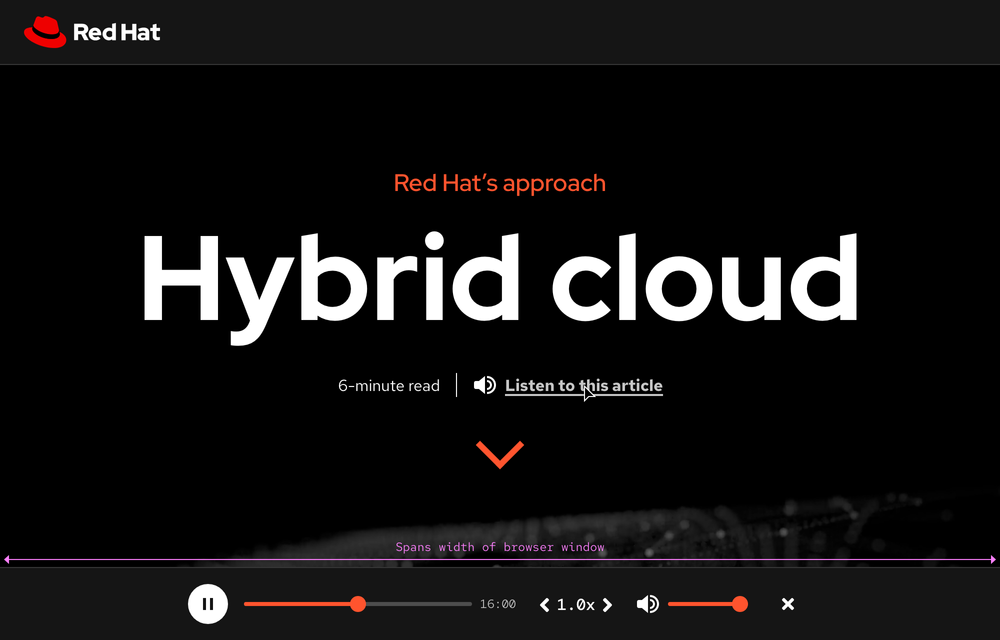 Red Hat
Red Hat’s approach
Hybrid cloud
6-minute read
Listen to this article
Spans width of browser window
16:00
1.0x